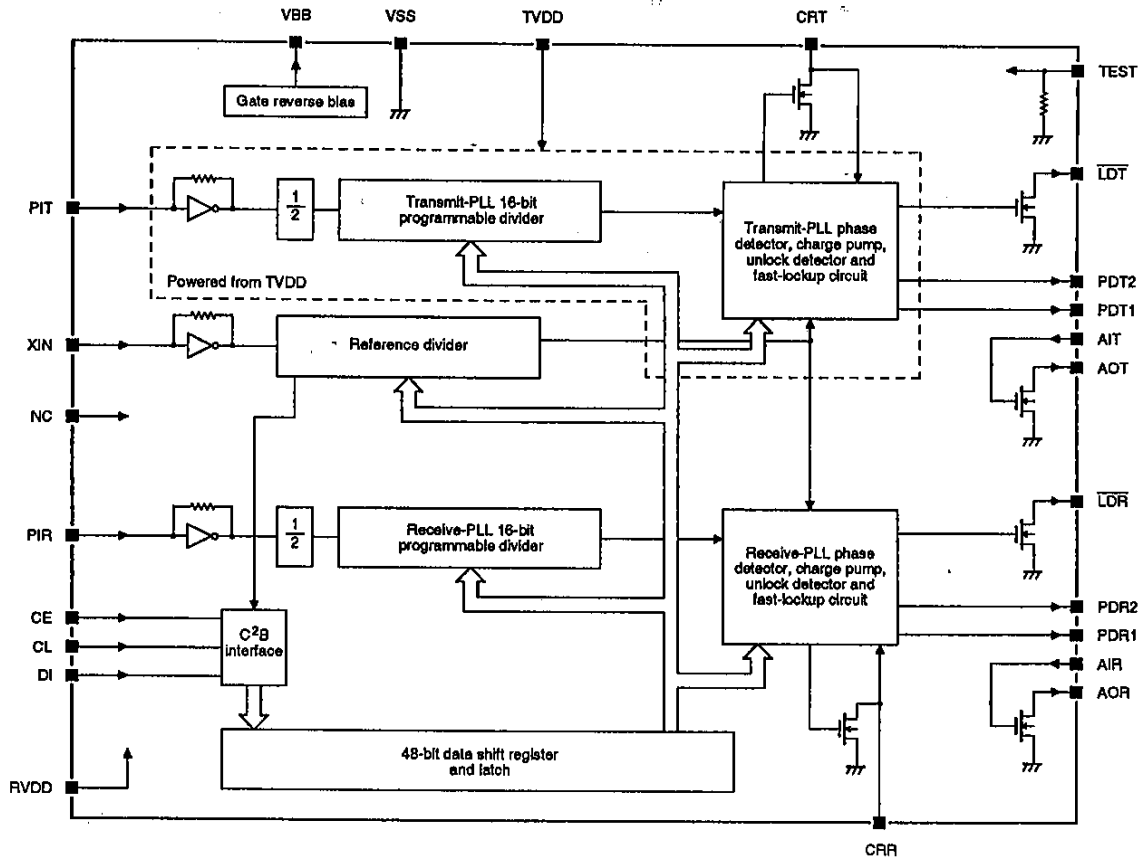 VBB
VSS
TVDD
CRT
Gate reverse bias
TEST
PIT
1
2
Transmit-PLL 16-bit
programmable divider
Transmit-PLL phase
detector, charge pump,
unlock detector and
fast-lockup circuit
LDT
Powered from TVDD
PDT2
PDT1
XIN
Reference divider
AIT
AOT
NC
PIR
1
2
Receive-PLL 16-bit
programmable divider
Receive-PLL phase
detector, charge pump,
unlock detector and
fast-lockup circuit
LDR
CE
CL
DI
C²B
interface
PDR2
PDR1
AIR
AOR
48-bit data shift register
and latch
RVDD
CRR